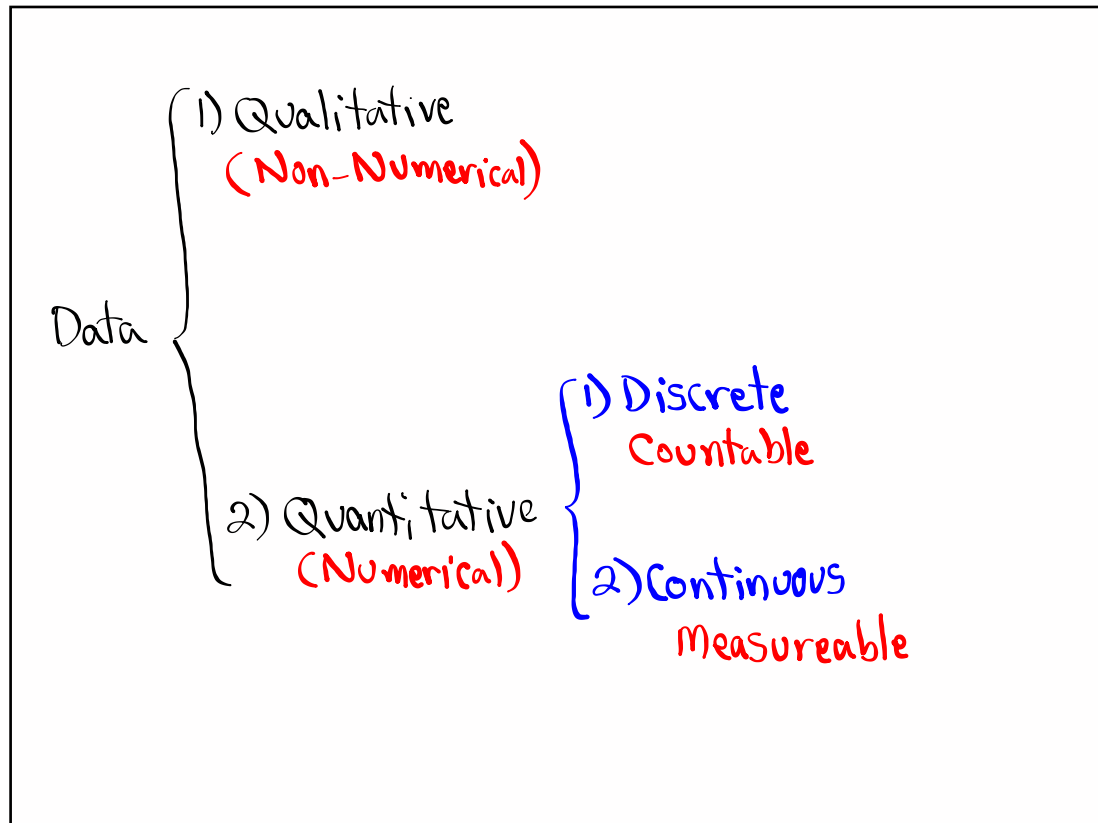 1) Qualitative
(Non-Numerical)
Data
1) Discrete
Countable
2) Quantitative
(Numerical)
2) Continuous
Measureable